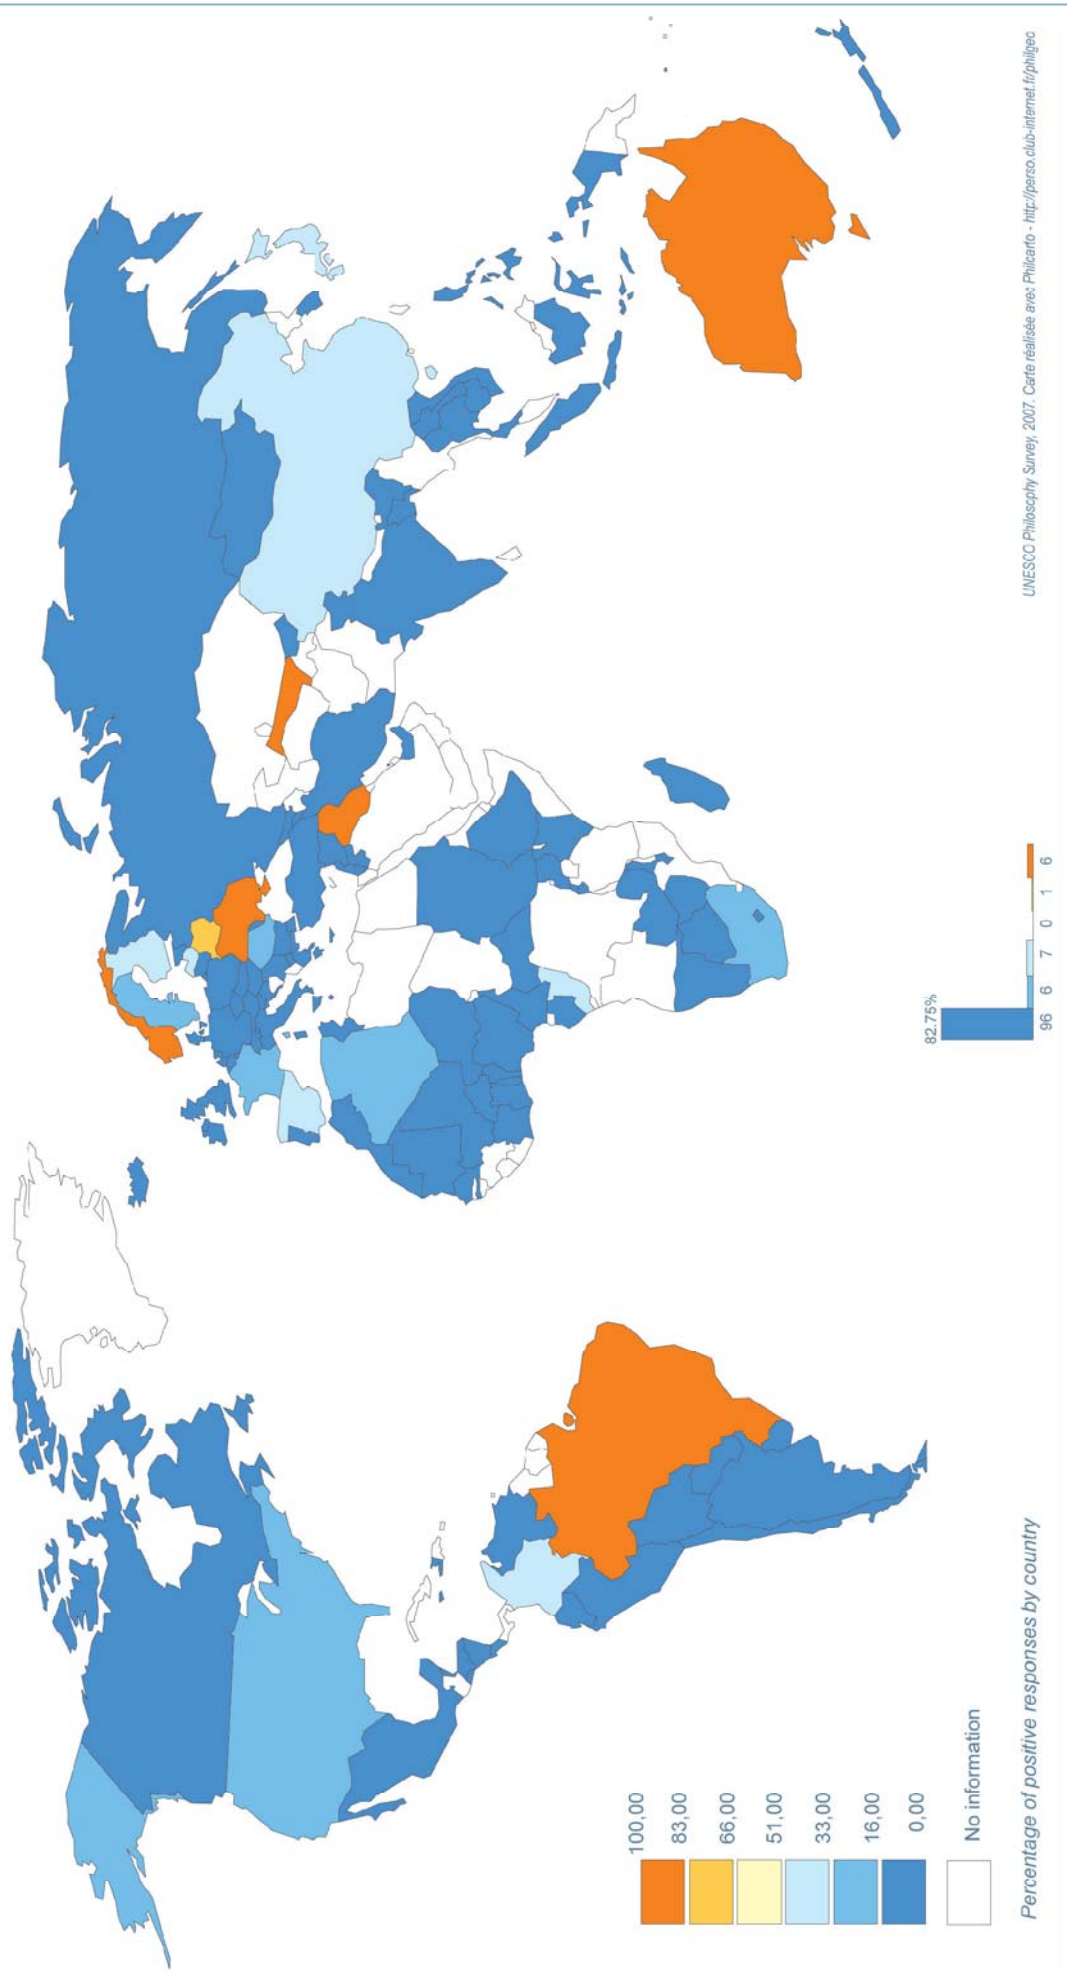 100,00
83,00
66,00
51,00
33,00
16,00
0,00
No information
Percentage of positive responses by country
82.75%
96 6 7 0 1 6
UNESCO Philosophy Survey, 2007. Carte réalisée avec Philcarto - http://perso.club-internet.fr/philgeo